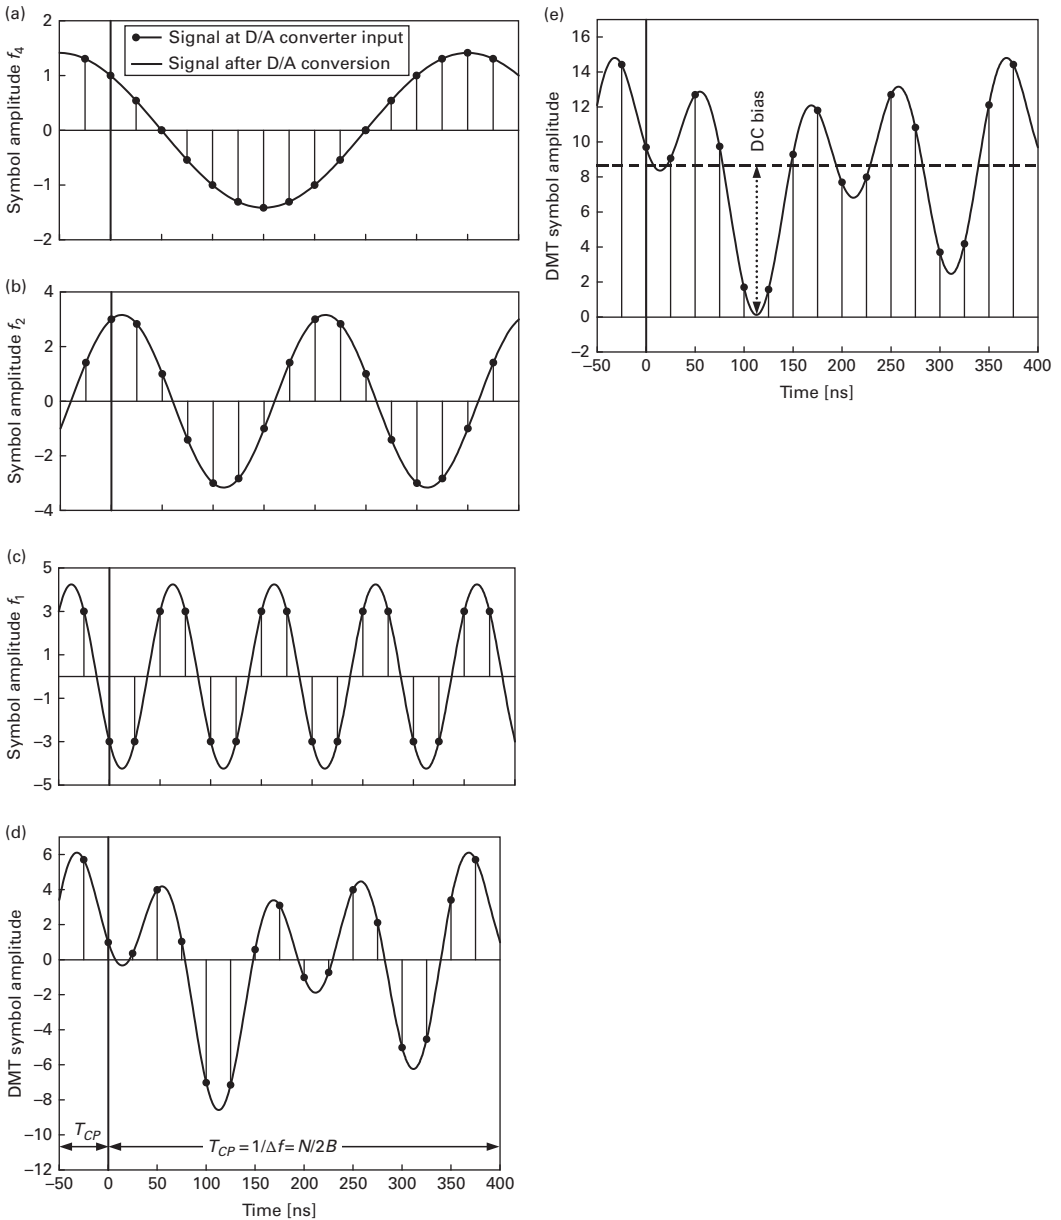 (a)
2
1
0
−1
−2
Symbol amplitude f4
Signal at D/A converter input
Signal after D/A conversion
(b)
4
2
0
−2
−4
Symbol amplitude f2
(c)
5
3
1
−1
−3
−5
Symbol amplitude f1
(d)
6
4
2
0
−2
−4
−6
−8
−10
−12
DMT symbol amplitude
TCP
TCP = 1/Δf = N/2B
−50 0 50 100 150 200 250 300 350 400
Time [ns]
(e)
16
14
12
10
8
6
4
2
0
−2
DMT symbol amplitude
DC bias
−50 0 50 100 150 200 250 300 350 400
Time [ns]